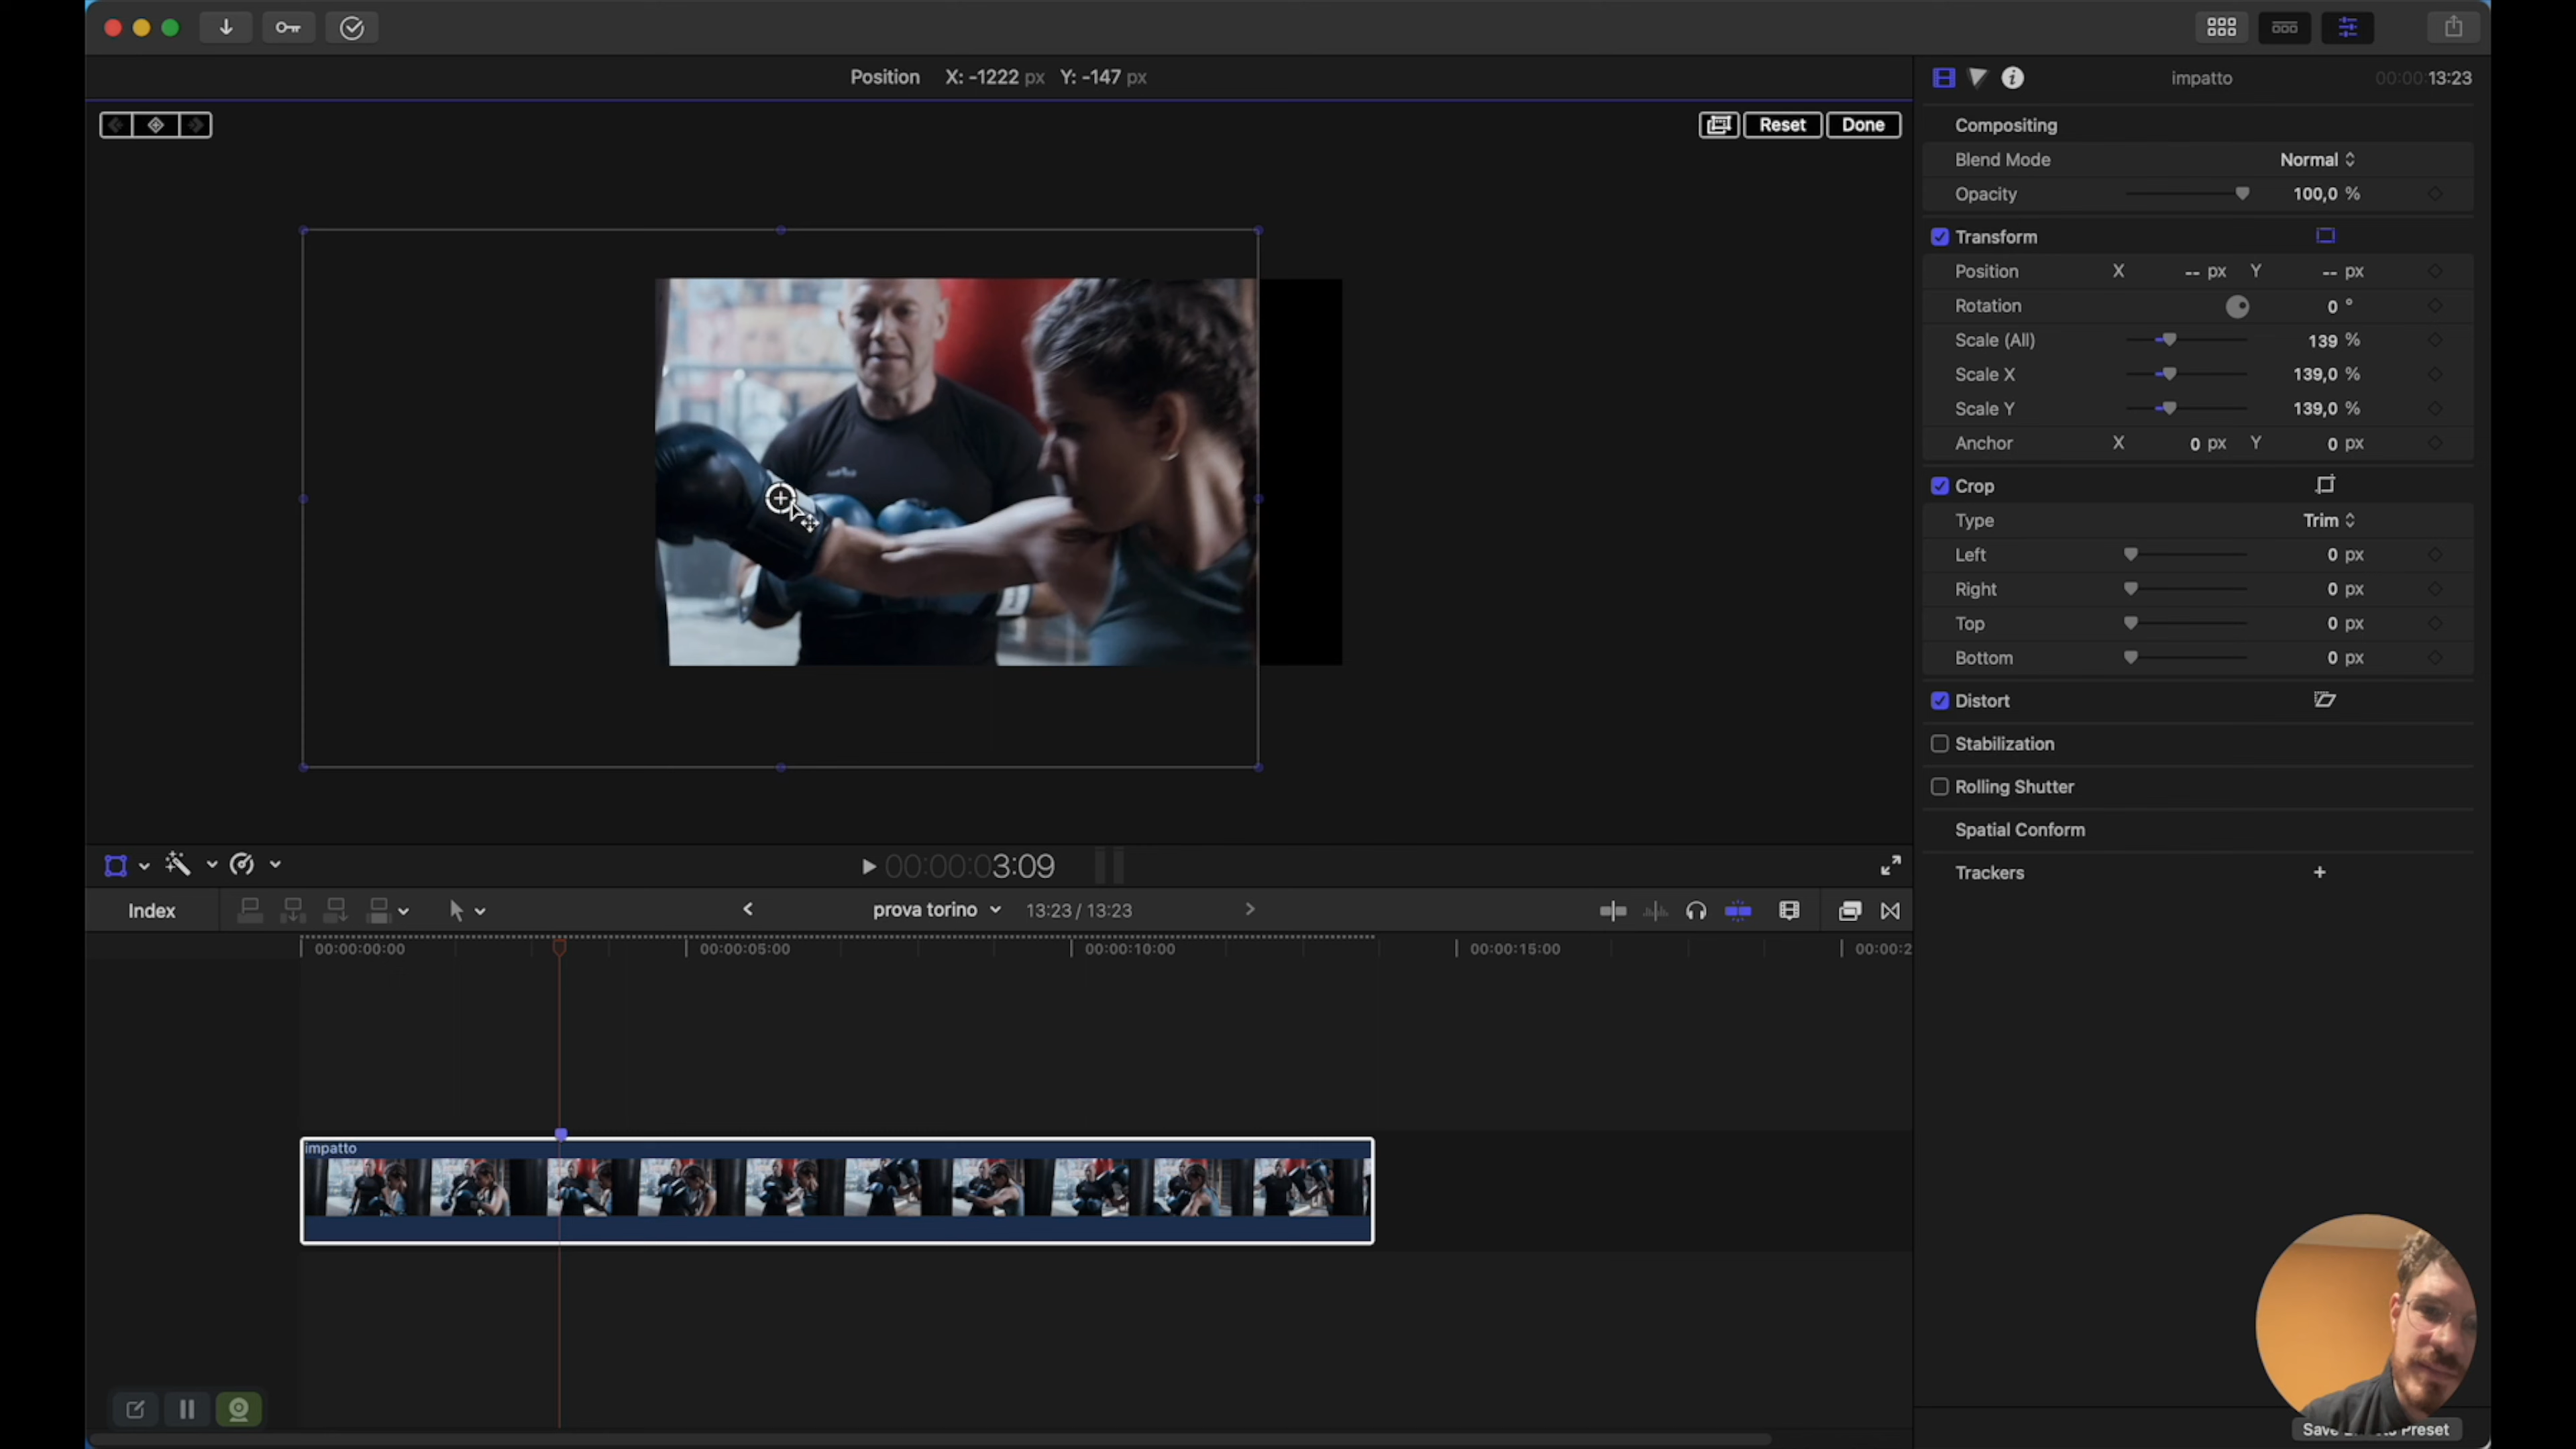 Position X: -1222 px Y: -147 px
impatto 00:00:00:13:23
Reset Done
Compositing
Blend Mode Normal
Opacity 100,0 %
Transform
Position X -- px Y -- px
Rotation 0 °
Scale (All) 139 %
Scale X 139,0 %
Scale Y 139,0 %
Anchor X 0 px Y 0 px
Crop
Type Trim
Left 0 px
Right 0 px
Top 0 px
Bottom 0 px
Distort
Stabilization
Rolling Shutter
Spatial Conform
Trackers +
00:00:03:09
Index prova torino 13:23 / 13:23
00:00:00:00 00:00:05:00 00:00:10:00 00:00:15:00 00:00:2
impatto
Save Preset